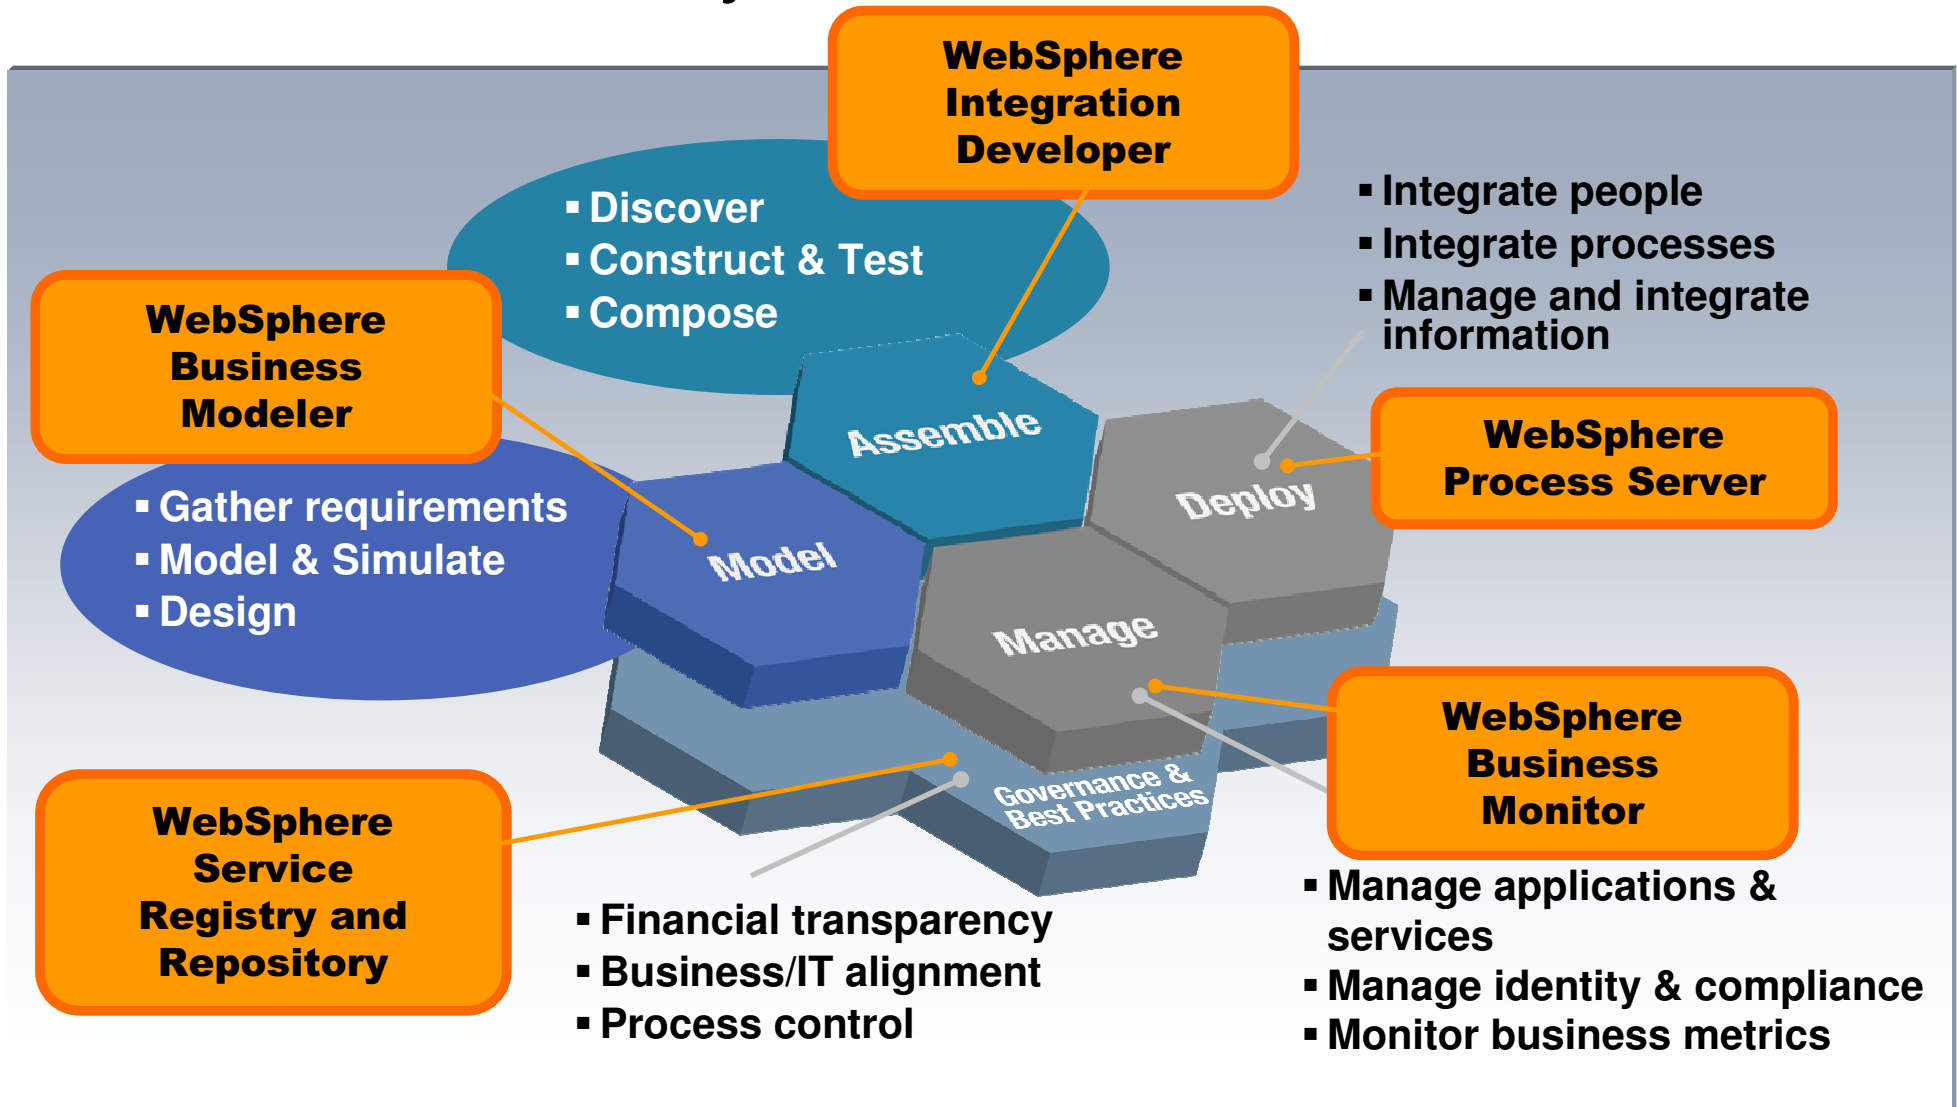 WebSphere
Integration
Developer
▪ Discover
▪ Construct & Test
▪ Compose
▪ Integrate people
▪ Integrate processes
▪ Manage and integrate
information
WebSphere
Business
Modeler
Assemble
WebSphere
Process Server
Deploy
▪ Gather requirements
▪ Model & Simulate
▪ Design
Model
Manage
WebSphere
Business
Monitor
Governance &
Best Practices
WebSphere
Service
Registry and
Repository
▪ Financial transparency
▪ Business/IT alignment
▪ Process control
▪ Manage applications &
services
▪ Manage identity & compliance
▪ Monitor business metrics